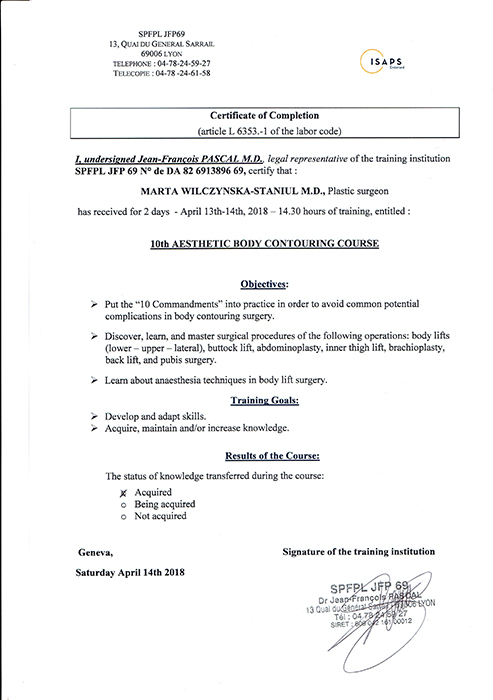 SPFPL JFP69
13, QUAI DU GENERAL SARRAIL
69006 LYON
TELEPHONE : 04-78-24-59-27
TELECOPIE : 04-78 -24-61-58
ISAPS
Endorsed
Certificate of Completion
(article L 6353.-1 of the labor code)
I, undersigned Jean-François PASCAL M.D., legal representative of the training institution
SPFPL JFP 69 N° de DA 82 6913896 69, certify that :
MARTA WILCZYNSKA-STANIUL M.D., Plastic surgeon
has received for 2 days - April 13th-14th, 2018 – 14.30 hours of training, entitled :
10th AESTHETIC BODY CONTOURING COURSE
Objectives:
➢ Put the “10 Commandments” into practice in order to avoid common potential
complications in body contouring surgery.
➢ Discover, learn, and master surgical procedures of the following operations: body lifts
(lower – upper – lateral), buttock lift, abdominoplasty, inner thigh lift, brachioplasty,
back lift, and pubis surgery.
➢ Learn about anaesthesia techniques in body lift surgery.
Training Goals:
➢ Develop and adapt skills.
➢ Acquire, maintain and/or increase knowledge.
Results of the Course:
The status of knowledge transferred during the course:
Acquired
o Being acquired
o Not acquired
Geneva,
Signature of the training institution
Saturday April 14th 2018
SPFPL JFP 69
Dr Jean-François PASCAL
13 Quai du Général Sarrail LYON
Tél : 04.78 27
SIRET :